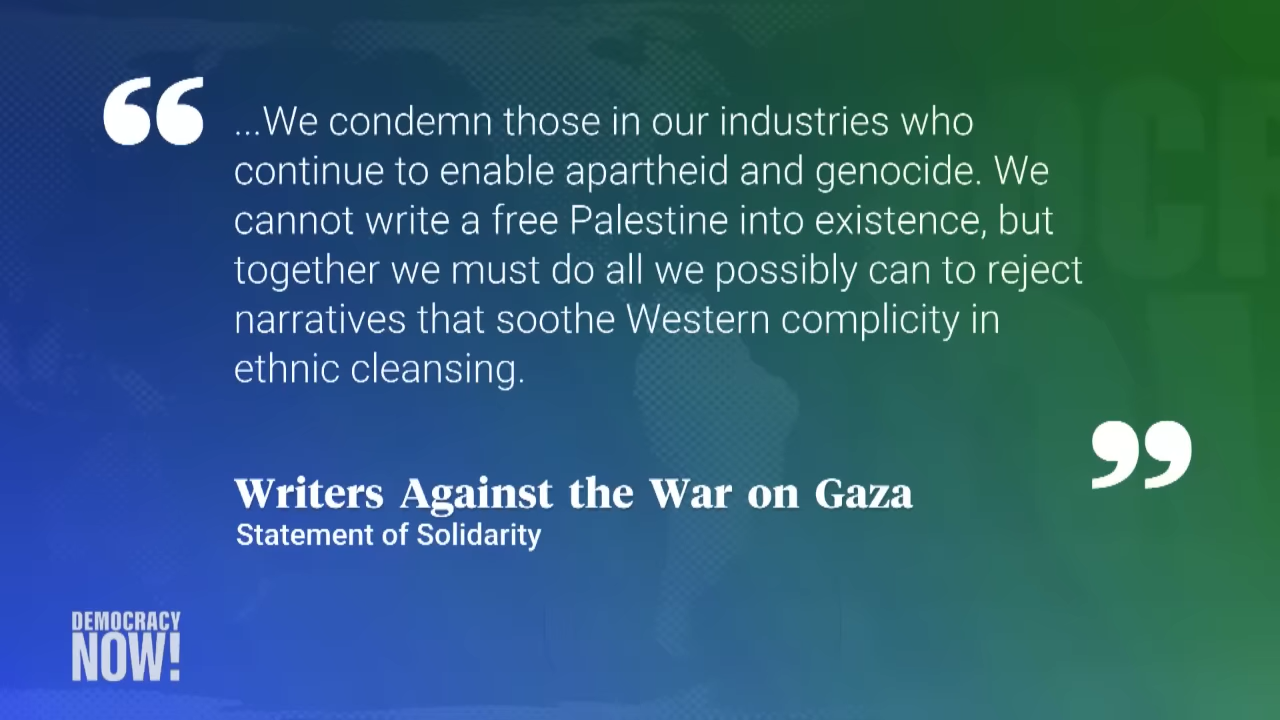 “
...We condemn those in our industries who
continue to enable apartheid and genocide. We
cannot write a free Palestine into existence, but
together we must do all we possibly can to reject
narratives that soothe Western complicity in
ethnic cleansing.
”
Writers Against the War on Gaza
Statement of Solidarity
DEMOCRACY
NOW!